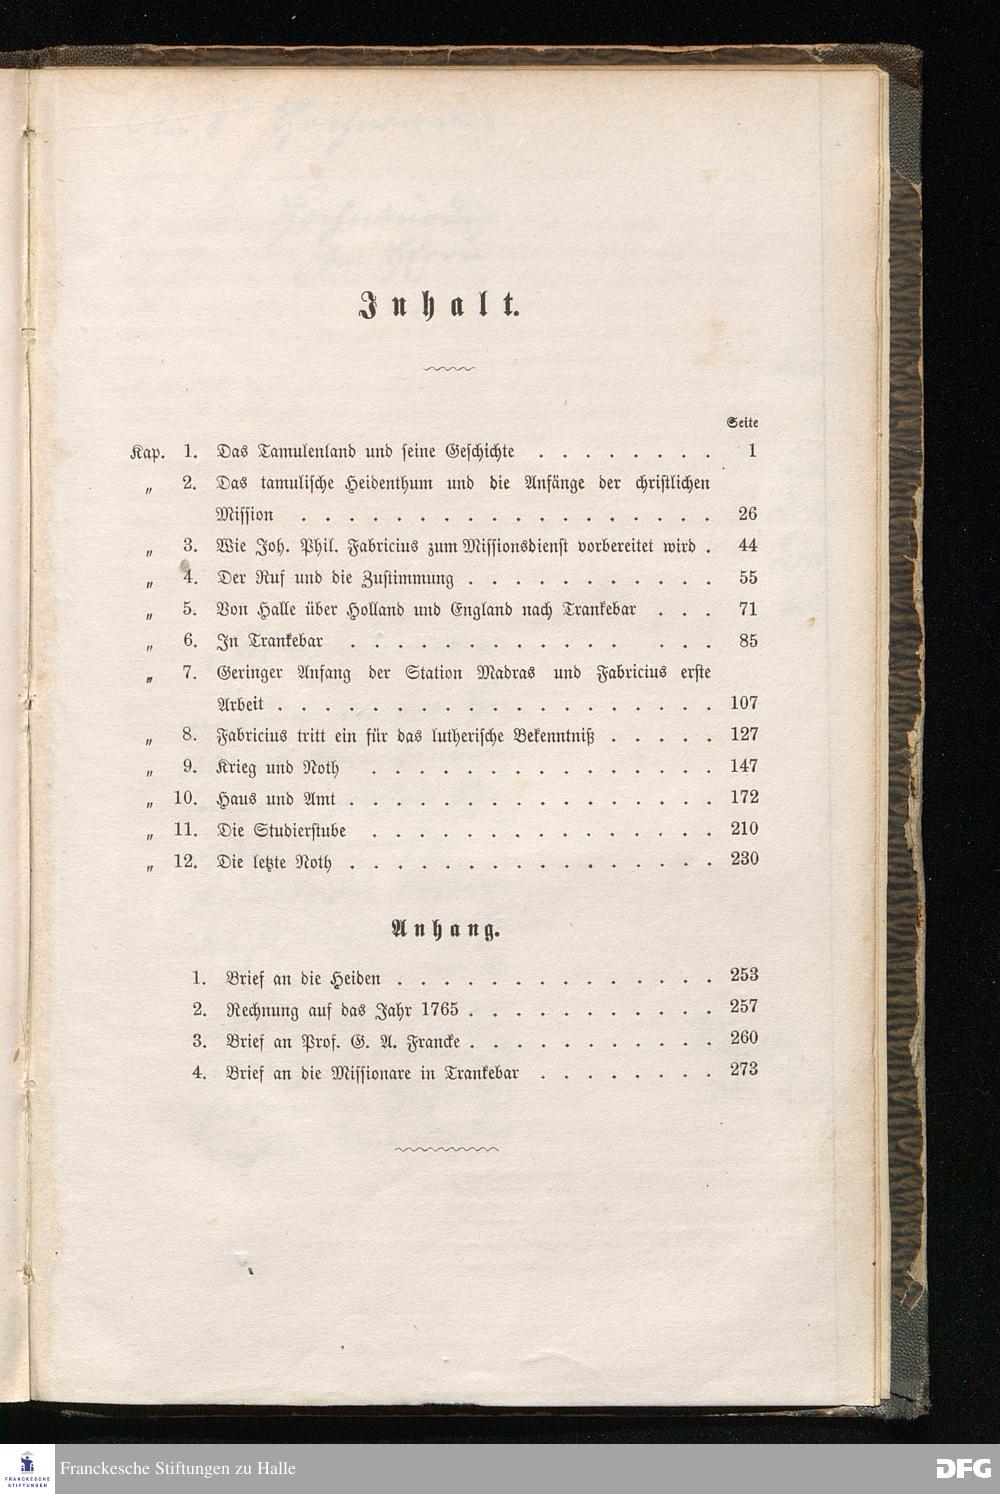 Inhalt.
Seite
Kap. 1. Das Tamulenland und seine Geschichte . . . . . . . . 1
„ 2. Das tamulische Heidenthum und die Anfänge der christlichen
Mission . . . . . . . . . . . . . . . . . . 26
„ 3. Wie Joh. Phil. Fabricius zum Missionsdienst vorbereitet wird . 44
„ 4. Der Ruf und die Zustimmung . . . . . . . . . . . 55
„ 5. Von Halle über Holland und England nach Trankebar . . . 71
„ 6. In Trankebar . . . . . . . . . . . . . . . 85
„ 7. Geringer Anfang der Station Madras und Fabricius erste
Arbeit . . . . . . . . . . . . . . . . . . . 107
„ 8. Fabricius tritt ein für das lutherische Bekenntniß . . . . . 127
„ 9. Krieg und Noth . . . . . . . . . . . . . . . 147
„ 10. Haus und Amt . . . . . . . . . . . . . . . . 172
„ 11. Die Studierstube . . . . . . . . . . . . . . . 210
„ 12. Die letzte Noth . . . . . . . . . . . . . . . . 230
Anhang.
1. Brief an die Heiden . . . . . . . . . . . . . . 253
2. Rechnung auf das Jahr 1765 . . . . . . . . . . . 257
3. Brief an Prof. G. A. Francke . . . . . . . . . . . 260
4. Brief an die Missionare in Trankebar . . . . . . . . 273
FRANCKESCHE
STIFTUNGEN
Franckesche Stiftungen zu Halle
DFG